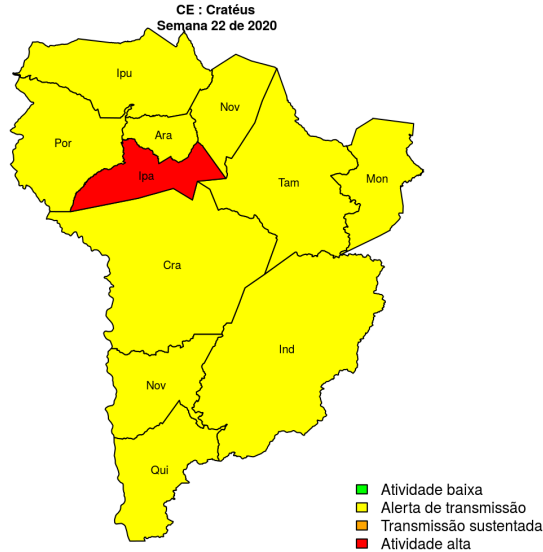 CE : Cratéus
Semana 22 de 2020
Ipu
Nov
Por
Ara
Ipa
Tam
Mon
Cra
Ind
Nov
Qui
Atividade baixa
Alerta de transmissão
Transmissão sustentada
Atividade alta